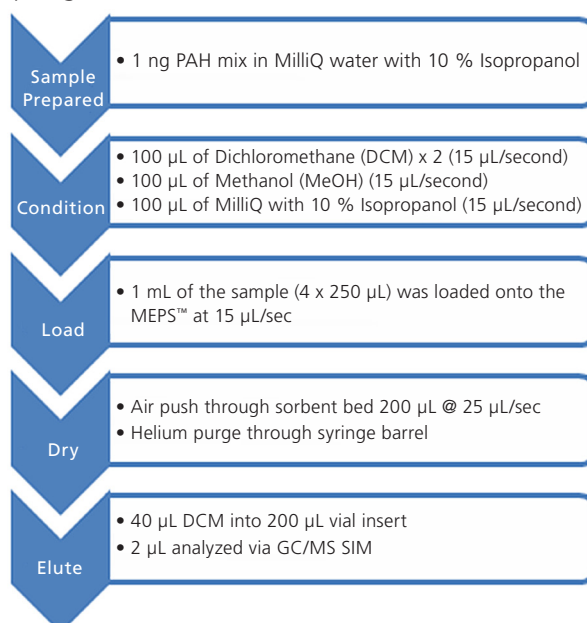 Sample
Prepared
• 1 ng PAH mix in MilliQ water with 10 % Isopropanol
Condition
• 100 µL of Dichloromethane (DCM) x 2 (15 µL/second)
• 100 µL of Methanol (MeOH) (15 µL/second)
• 100 µL of MilliQ with 10 % Isopropanol (15 µL/second)
Load
• 1 mL of the sample (4 x 250 µL) was loaded onto the
MEPS™ at 15 µL/sec
Dry
• Air push through sorbent bed 200 µL @ 25 µL/sec
• Helium purge through syringe barrel
Elute
• 40 µL DCM into 200 µL vial insert
• 2 µL analyzed via GC/MS SIM